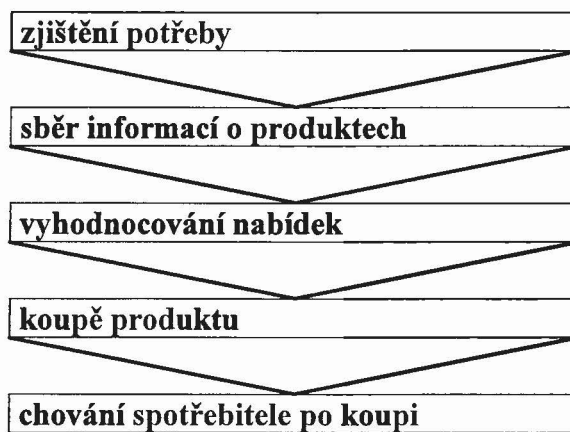 zjištění potřeby
sběr informací o produktech
vyhodnocování nabídek
koupě produktu
chování spotřebitele po koupi